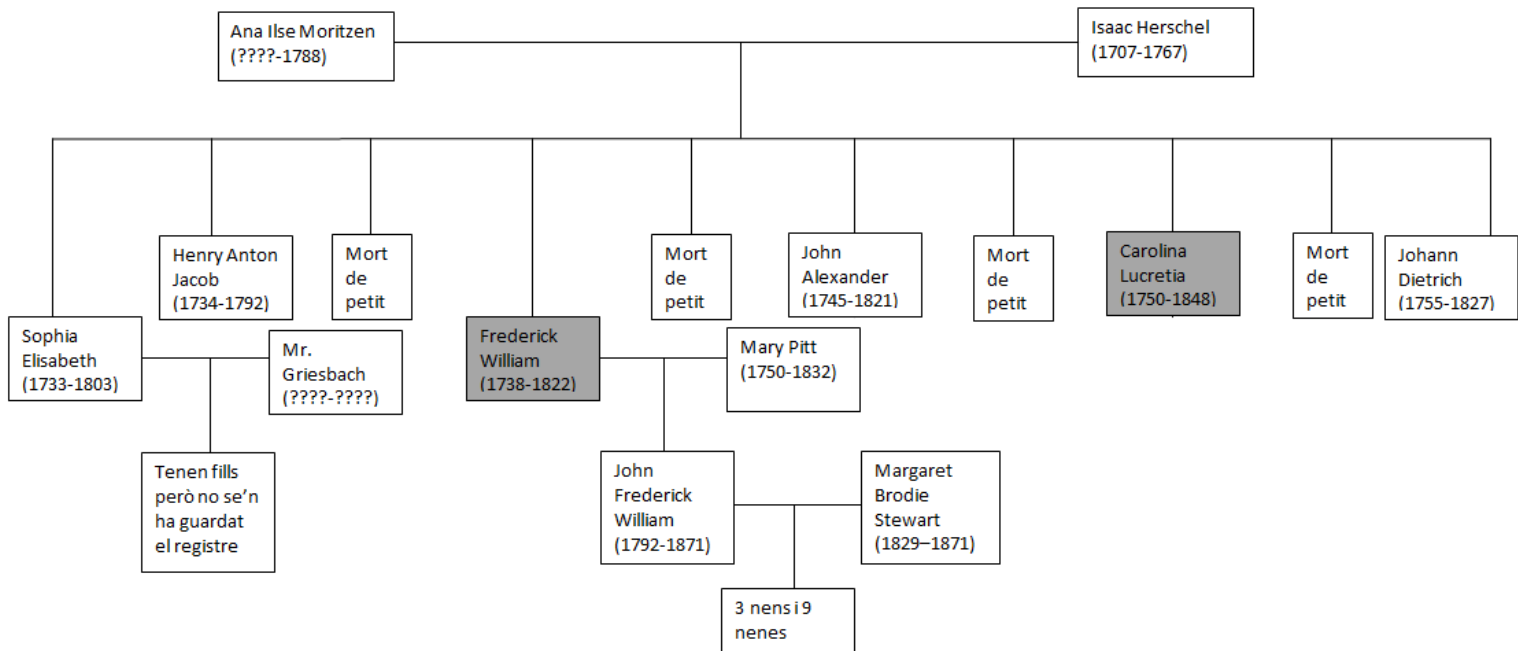 Ana Ilse Moritzen
(????-1788)
Isaac Herschel
(1707-1767)
Henry Anton
Jacob
(1734-1792)
Mort
de
petit
Mort
de
petit
John
Alexander
(1745-1821)
Mort
de
petit
Carolina
Lucretia
(1750-1848)
Mort
de
petit
Johann
Dietrich
(1755-1827)
Sophia
Elisabeth
(1733-1803)
Mr.
Griesbach
(????-????)
Frederick
William
(1738-1822)
Mary Pitt
(1750-1832)
Tenen fills
però no se’n
ha guardat
el registre
John
Frederick
William
(1792-1871)
Margaret
Brodie
Stewart
(1829–1871)
3 nens i 9
nenes